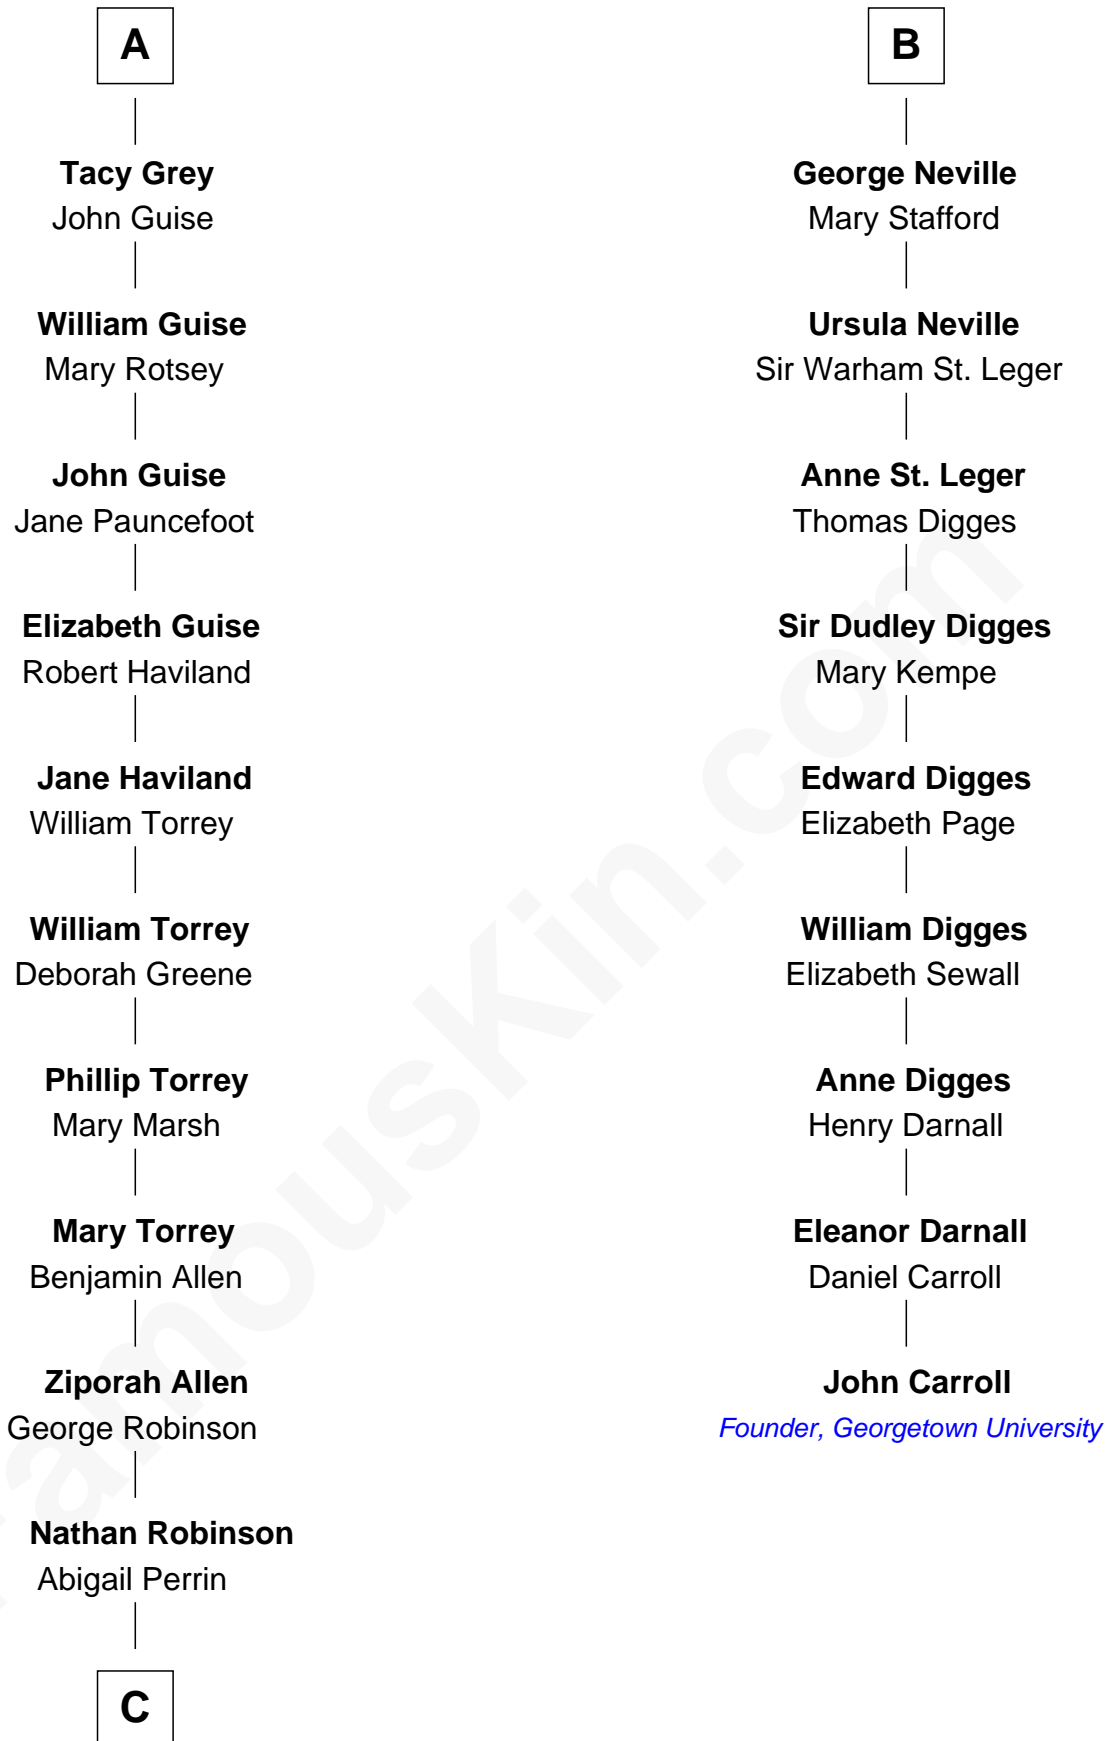 A
Tacy Grey
John Guise
William Guise
Mary Rotsey
John Guise
Jane Pauncefoot
Elizabeth Guise
Robert Haviland
Jane Haviland
William Torrey
William Torrey
Deborah Greene
Phillip Torrey
Mary Marsh
Mary Torrey
Benjamin Allen
Ziporah Allen
George Robinson
Nathan Robinson
Abigail Perrin
C
B
George Neville
Mary Stafford
Ursula Neville
Sir Warham St. Leger
Anne St. Leger
Thomas Digges
Sir Dudley Digges
Mary Kempe
Edward Digges
Elizabeth Page
William Digges
Elizabeth Sewall
Anne Digges
Henry Darnall
Eleanor Darnall
Daniel Carroll
John Carroll
Founder, Georgetown University
FamousKin.com